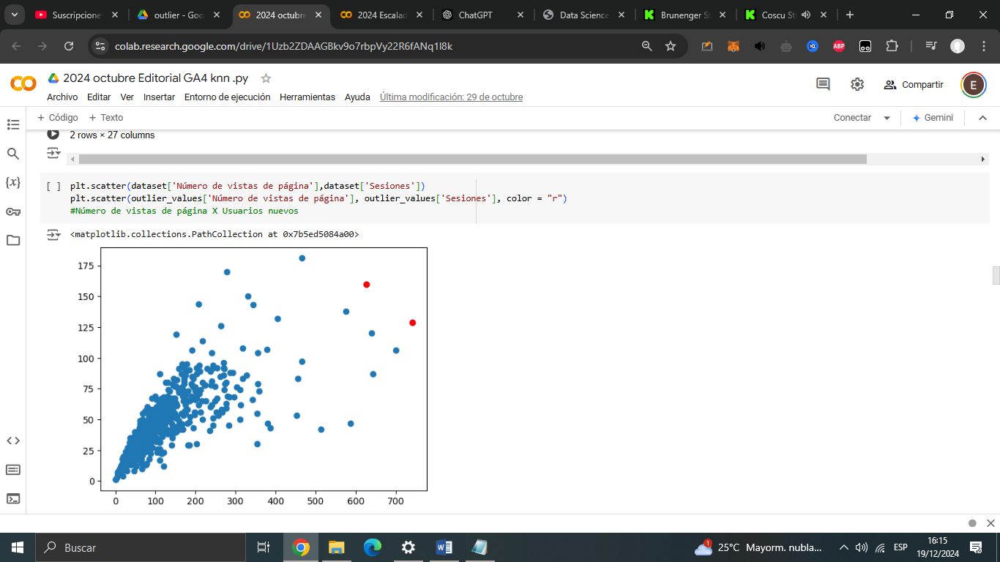 Suscripcione
outlier - Goo
2024 octubre
2024 Escalad
ChatGPT
Data Science
Brunenger S
Coscu St
colab.research.google.com/drive/1Uzb2ZDAAGBkv9o7rbpVy22R6fANq1l8k
ABP
2024 octubre Editorial GA4 knn .py
Archivo Editar Ver Insertar Entorno de ejecución Herramientas Ayuda Última modificación: 29 de octubre
Compartir
E
+ Código + Texto
Conectar
Gemini
2 rows × 27 columns
[ ] plt.scatter(dataset['Número de vistas de página'],dataset['Sesiones'])
plt.scatter(outlier_values['Número de vistas de página'], outlier_values['Sesiones'], color = "r")
#Número de vistas de página X Usuarios nuevos
<matplotlib.collections.PathCollection at 0x7b5ed5084a00>
175
150
125
100
75
50
25
0
0 100 200 300 400 500 600 700
{x}
Buscar
1
25°C Mayorm. nubla...
ESP
16:15
19/12/2024